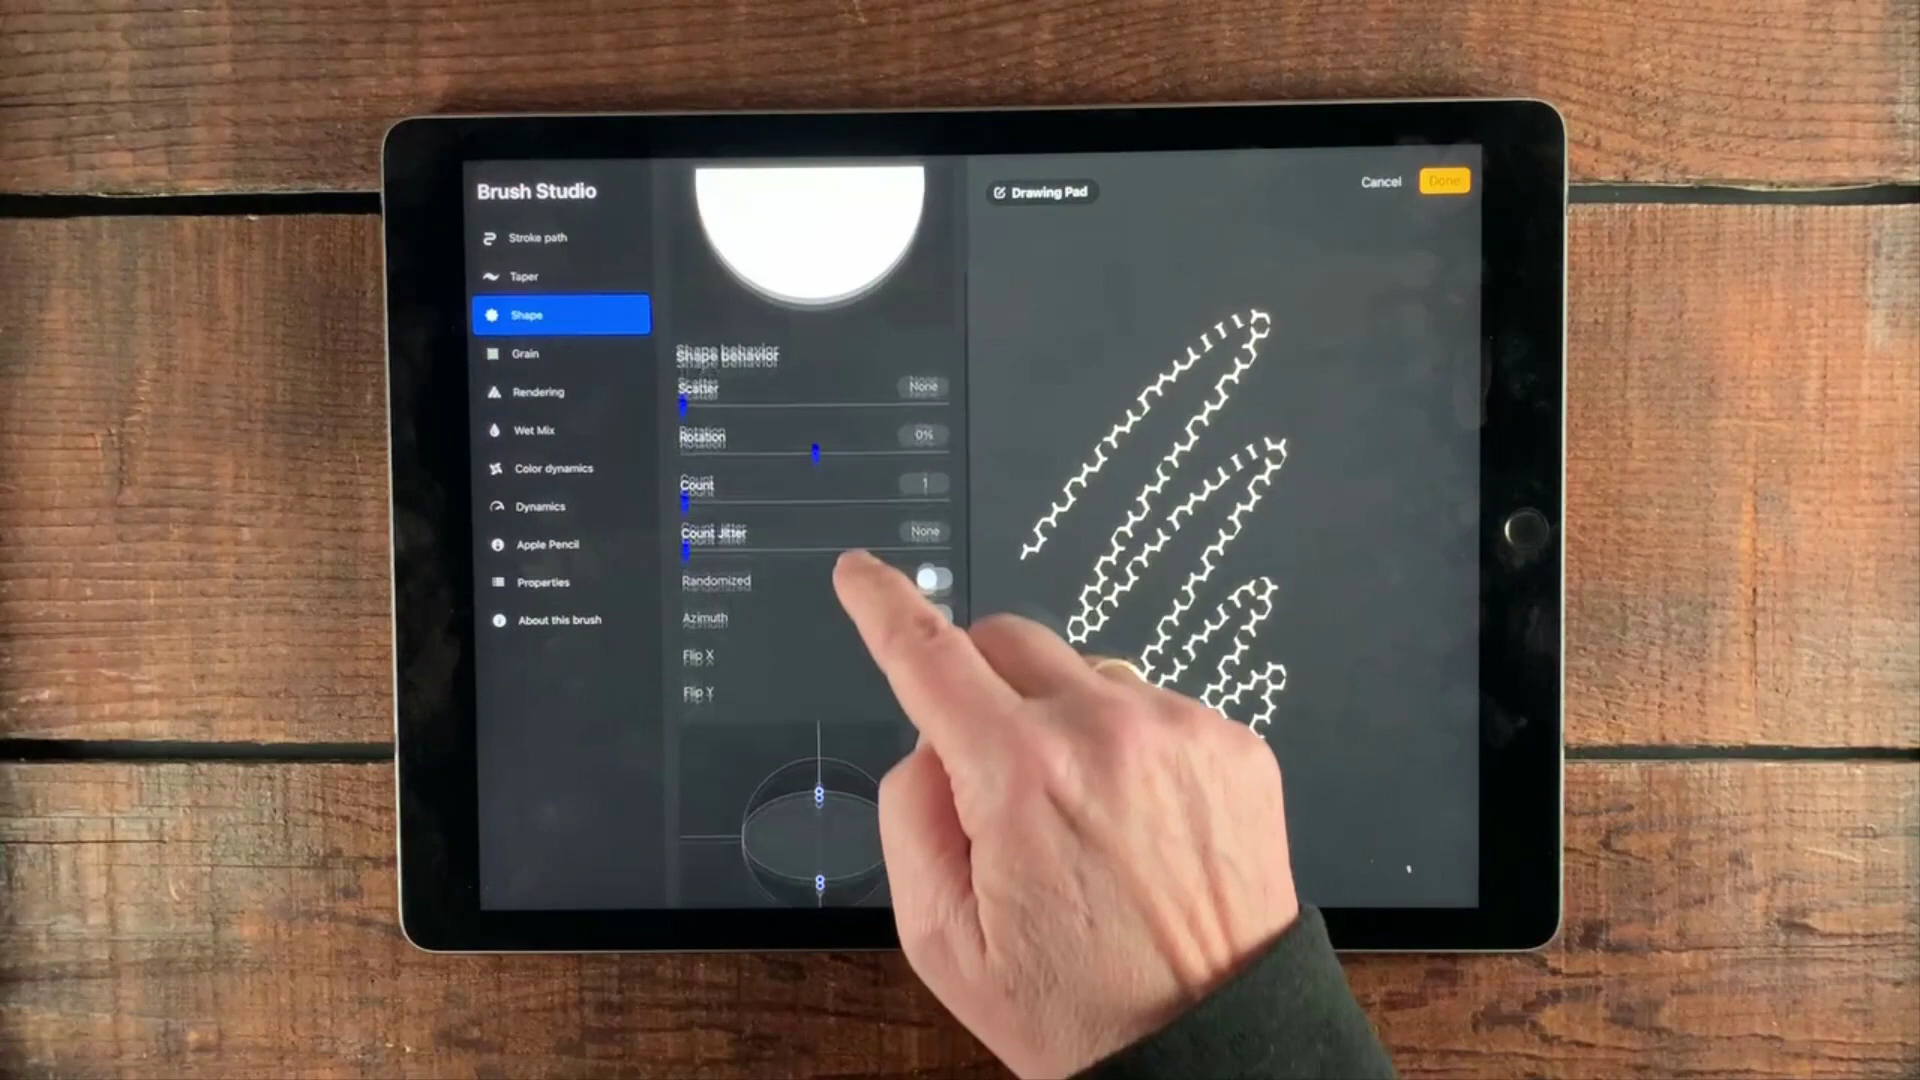 Brush Studio
Stroke path
Taper
Shape
Grain
Rendering
Wet Mix
Color dynamics
Dynamics
Apple Pencil
Properties
About this brush
Shape behavior
Scatter None
Rotation 0%
Count 1
Count Jitter None
Randomized
Azimuth
Flip X
Flip Y
Drawing Pad
Cancel
Done